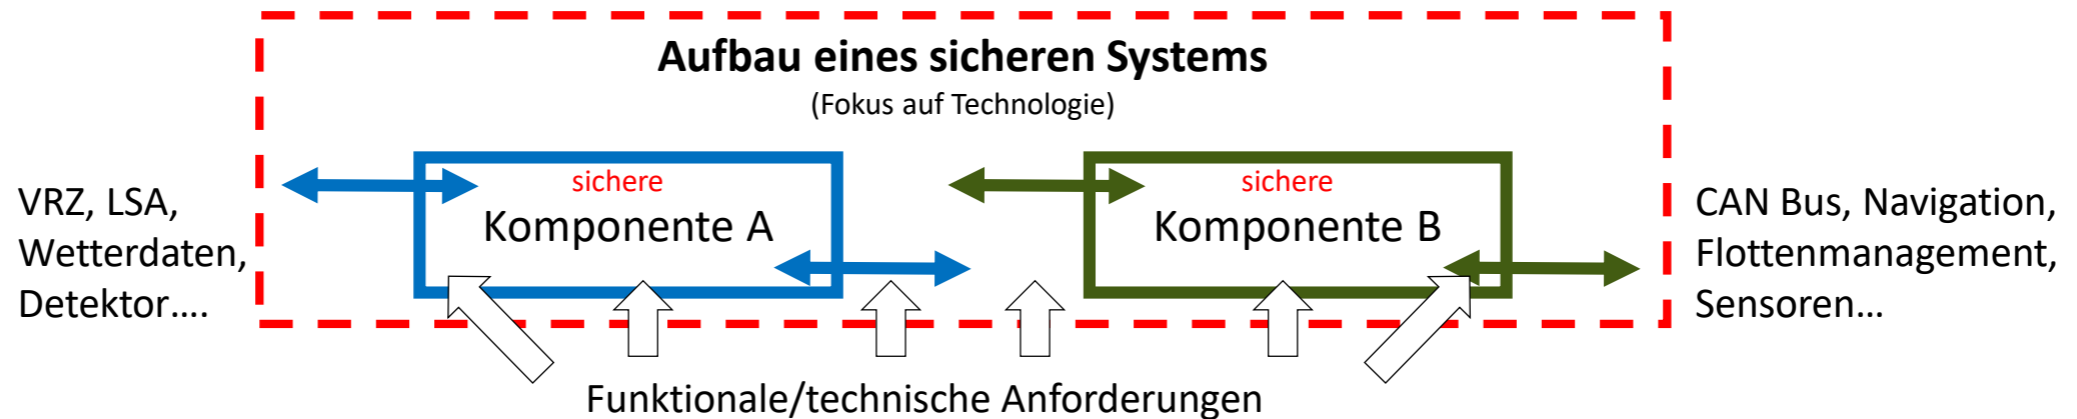 Aufbau eines sicheren Systems
(Fokus auf Technologie)
VRZ, LSA,
Wetterdaten,
Detektor....
sichere
Komponente A
sichere
Komponente B
CAN Bus, Navigation,
Flottenmanagement,
Sensoren...
Funktionale/technische Anforderungen